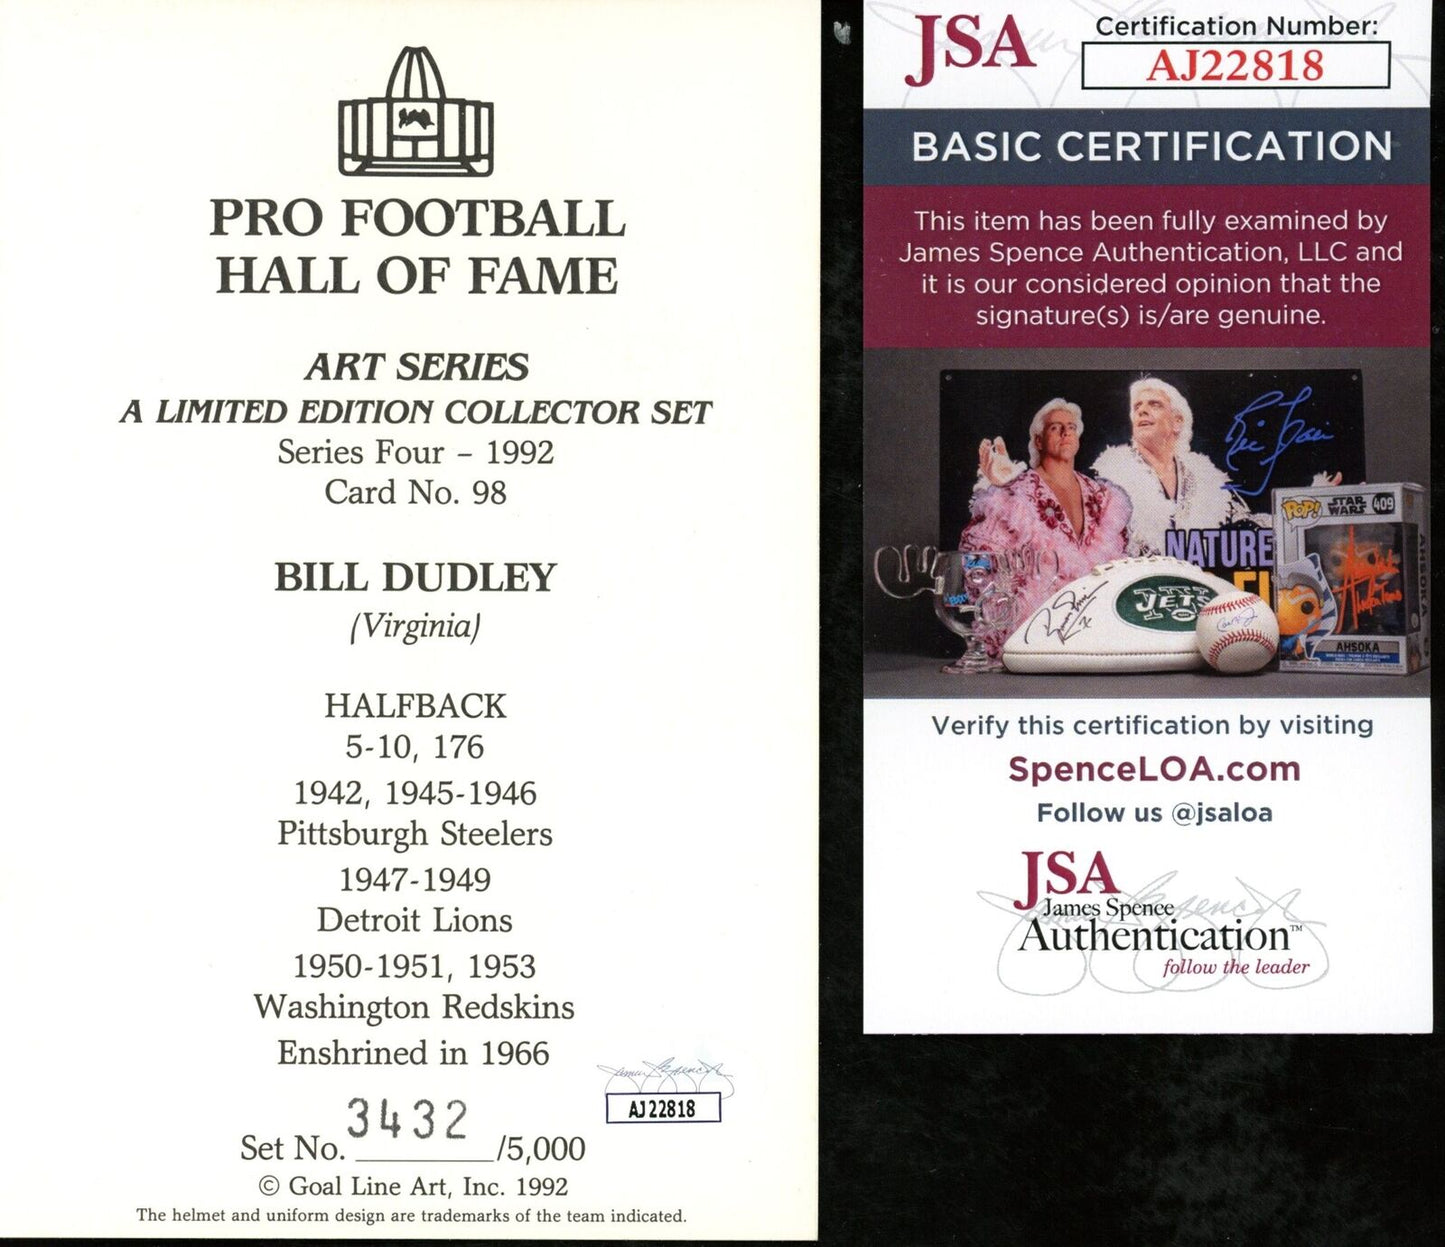 PRO FOOTBALL
HALL OF FAME
ART SERIES
A LIMITED EDITION COLLECTOR SET
Series Four – 1992
Card No. 98
BILL DUDLEY
(Virginia)
HALFBACK
5-10, 176
1942, 1945-1946
Pittsburgh Steelers
1947-1949
Detroit Lions
1950-1951, 1953
Washington Redskins
Enshrined in 1966
AJ22818
Set No. 3432 /5,000
© Goal Line Art, Inc. 1992
The helmet and uniform design are trademarks of the team indicated.
JSA
Certification Number:
AJ22818
BASIC CERTIFICATION
This item has been fully examined by
James Spence Authentication, LLC and
it is our considered opinion that the
signature(s) is/are genuine.
Ric Flair
NATURE
POP!
STAR
WARS
409
JETS
AHSOKA
AHSOKA
Verify this certification by visiting
SpenceLOA.com
Follow us @jsaloa
JSA
James Spence
Authentication™
follow the leader